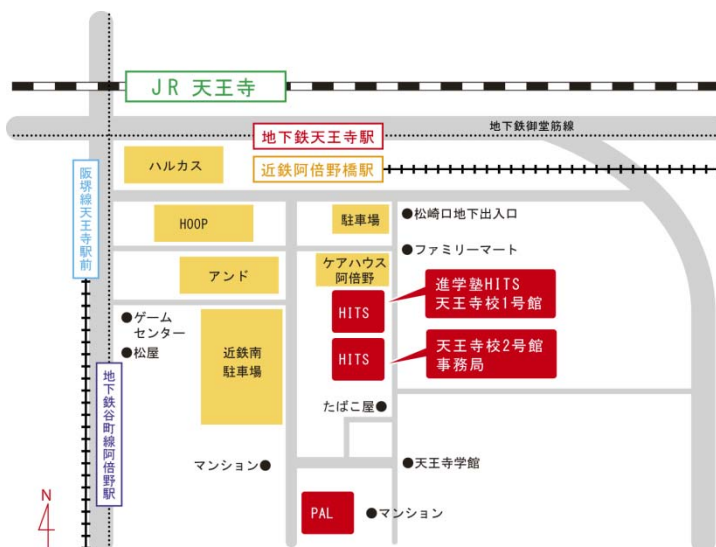 JR 天王寺
地下鉄御堂筋線
地下鉄天王寺駅
近鉄阿倍野橋駅
ハルカス
阪堺線天王寺駅前
HOOP
駐車場
●松崎口地下出入口
●ファミリーマート
アンド
ケアハウス
阿倍野
進学塾HITS
天王寺校1号館
HITS
●ゲーム
センター
●松屋
近鉄南
駐車場
HITS
天王寺校2号館
事務局
地下鉄谷町線阿倍野駅
たばこ屋●
マンション●
●天王寺学館
N
PAL
●マンション